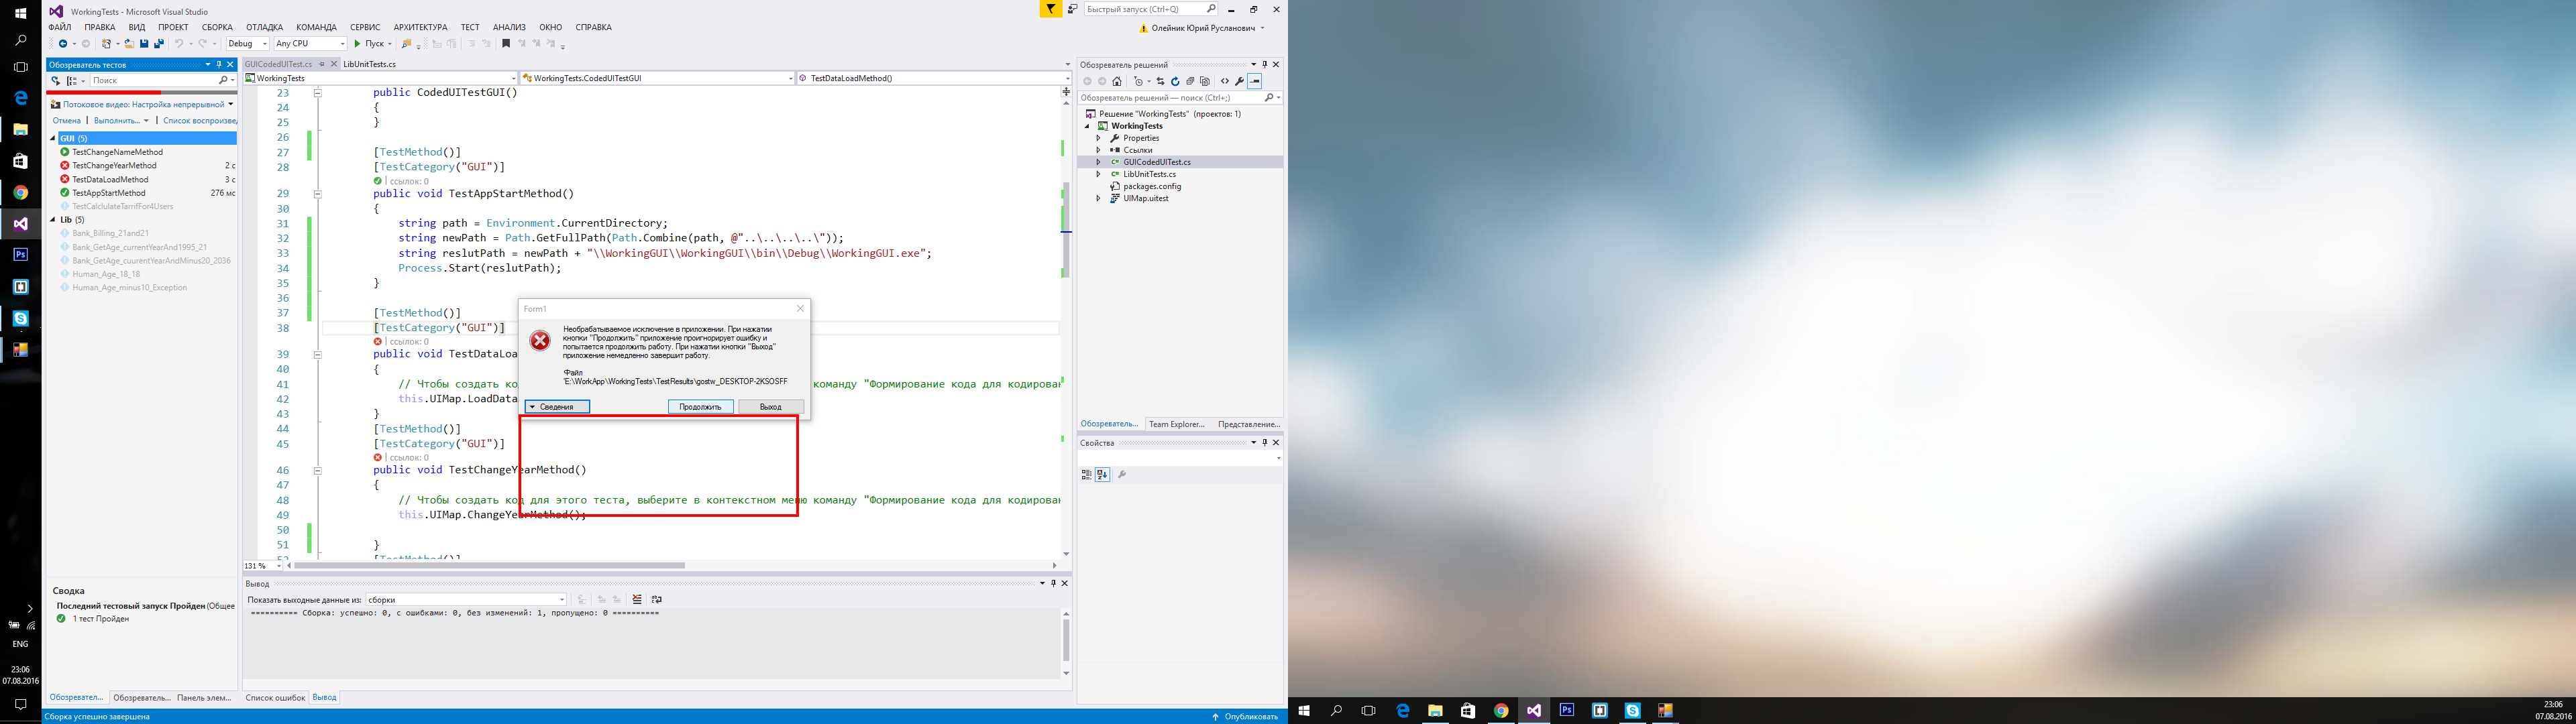 WorkingTests - Microsoft Visual Studio
Быстрый запуск (Ctrl+Q)
ФАЙЛ ПРАВКА ВИД ПРОЕКТ СБОРКА ОТЛАДКА КОМАНДА СЕРВИС АРХИТЕКТУРА ТЕСТ АНАЛИЗ ОКНО СПРАВКА
Олейник Юрий Русланович
Debug Any CPU Пуск
Обозреватель тестов
Поиск
Потоковое видео: Настройка непрерывной
Отмена | Выполнить... | Список воспроизвед
GUI (5)
TestChangeNameMethod
TestChangeYearMethod 2 с
TestDataLoadMethod 3 с
TestAppStartMethod 276 мс
TestCalclulateTarrifFor4Users
Lib (5)
Bank_Billing_21and21
Bank_GetAge_currentYearAnd1995_21
Bank_GetAge_cuurentYearAndMinus20_2036
Human_Age_18_18
Human_Age_minus10_Exception
Сводка
Последний тестовый запуск Пройден (Общее
1 тест Пройден
Обозревател... Обозреватель... Панель элем...
GUICodedUITest.cs LibUnitTests.cs
WorkingTests WorkingTests.CodedUITestGUI TestDataLoadMethod()
23 public CodedUITestGUI()
24 {
25 }
26
27 [TestMethod()]
28 [TestCategory("GUI")]
| ссылок: 0
29 public void TestAppStartMethod()
30 {
31 string path = Environment.CurrentDirectory;
32 string newPath = Path.GetFullPath(Path.Combine(path, @"..\..\..\..\"));
33 string reslutPath = newPath + "\\WorkingGUI\\WorkingGUI\\bin\\Debug\\WorkingGUI.exe";
34 Process.Start(reslutPath);
35 }
36
37 [TestMethod()]
38 [TestCategory("GUI")]
| ссылок: 0
39 public void TestDataLoa
40 {
41 // Чтобы создать код команду "Формирование кода для кодирован
42 this.UIMap.LoadData
43 }
44 [TestMethod()]
45 [TestCategory("GUI")]
| ссылок: 0
46 public void TestChangeYearMethod()
47 {
48 // Чтобы создать код для этого теста, выберите в контекстном меню команду "Формирование кода для кодирован
49 this.UIMap.ChangeYearMethod();
50
51 }
52 [TestMethod()]
131 %
Form1
Необрабатываемое исключение в приложении. При нажатии
кнопки "Продолжить" приложение проигнорирует ошибку и
попытается продолжить работу. При нажатии кнопки "Выход"
приложение немедленно завершит работу.
Файл
'E:\WorkApp\WorkingTests\TestResults\gostw_DESKTOP-2KSOSFF
Сведения Продолжить Выход
Вывод
Показать выходные данные из: сборки
========== Сборка: успешно: 0, с ошибками: 0, без изменений: 1, пропущено: 0 ==========
Список ошибок Вывод
Обозреватель решений
Обозреватель решений — поиск (Ctrl+;)
Решение "WorkingTests" (проектов: 1)
WorkingTests
Properties
Ссылки
GUICodedUITest.cs
LibUnitTests.cs
packages.config
UIMap.uitest
Обозреватель... Team Explorer... Представление...
Свойства
Сборка успешно завершена
Опубликовать
ENG
23:06
07.08.2016
Ps
23:06
07.08.2016
Ps